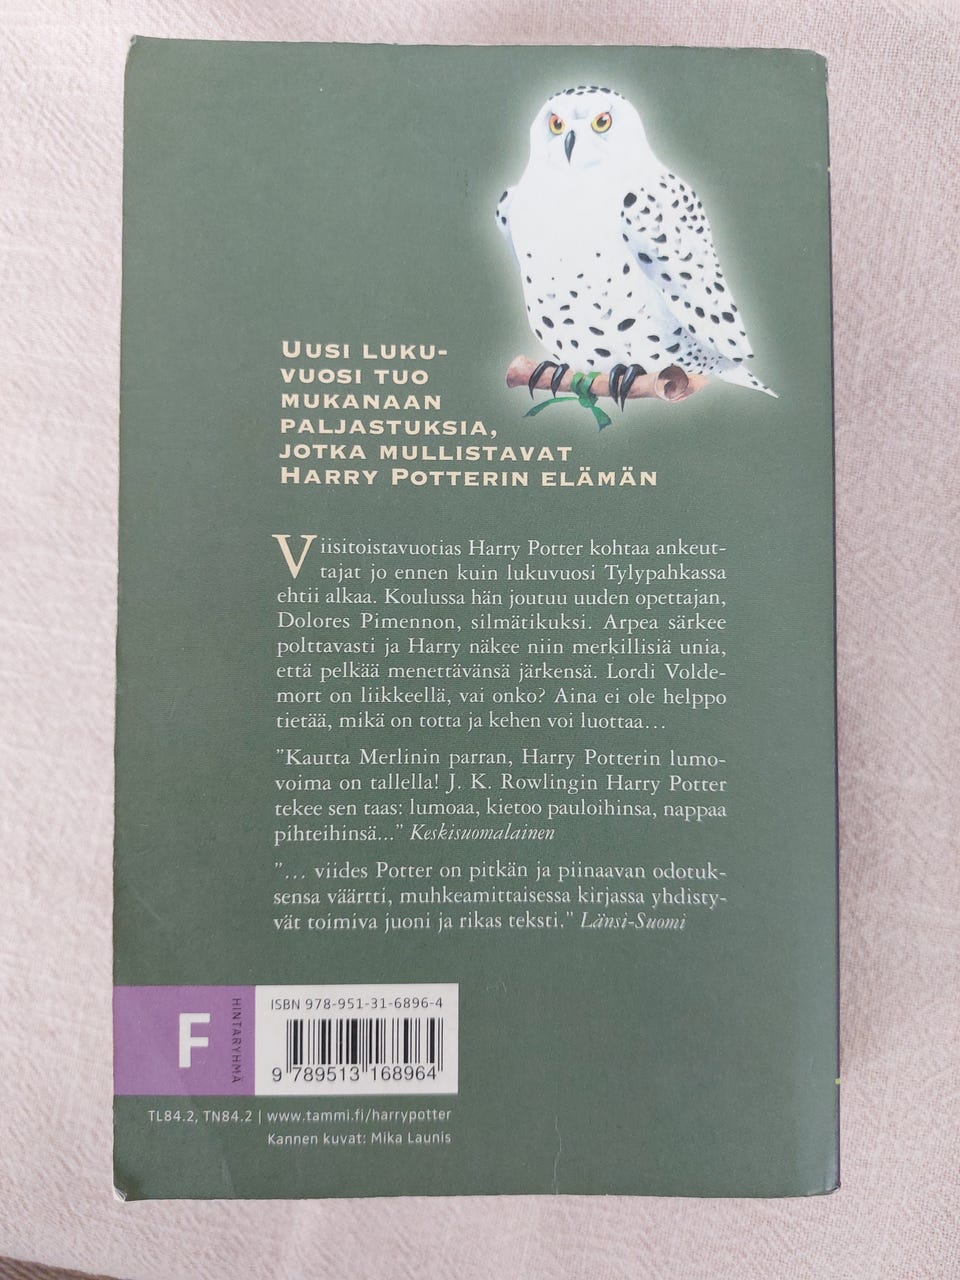 UUSI LUKU-
VUOSI TUO
MUKANAAN
PALJASTUKSIA,
JOTKA MULLISTAVAT
HARRY POTTERIN ELÄMÄN
Viisitoistavuotias Harry Potter kohtaa ankeut-
tajat jo ennen kuin lukuvuosi Tylypahkassa
ehtii alkaa. Koulussa hän joutuu uuden opettajan,
Dolores Pimennon, silmätikuksi. Arpea särkee
polttavasti ja Harry näkee niin merkillisiä unia,
että pelkää menettävänsä järkensä. Lordi Volde-
mort on liikkeellä, vai onko? Aina ei ole helppo
tietää, mikä on totta ja kehen voi luottaa…
"Kautta Merlinin parran, Harry Potterin lumo-
voima on tallella! J. K. Rowlingin Harry Potter
tekee sen taas: lumoaa, kietoo pauloihinsa, nappaa
pihteihinsä..." Keskisuomalainen
"… viides Potter on pitkän ja piinaavan odotuk-
sensa väärtti, muhkeamittaisessa kirjassa yhdisty-
vät toimiva juoni ja rikas teksti." Länsi-Suomi
F
HINTARYHMÄ
ISBN 978-951-31-6896-4
9 789513 168964
TL84.2, TN84.2 | www.tammi.fi/harrypotter
Kannen kuvat: Mika Launis